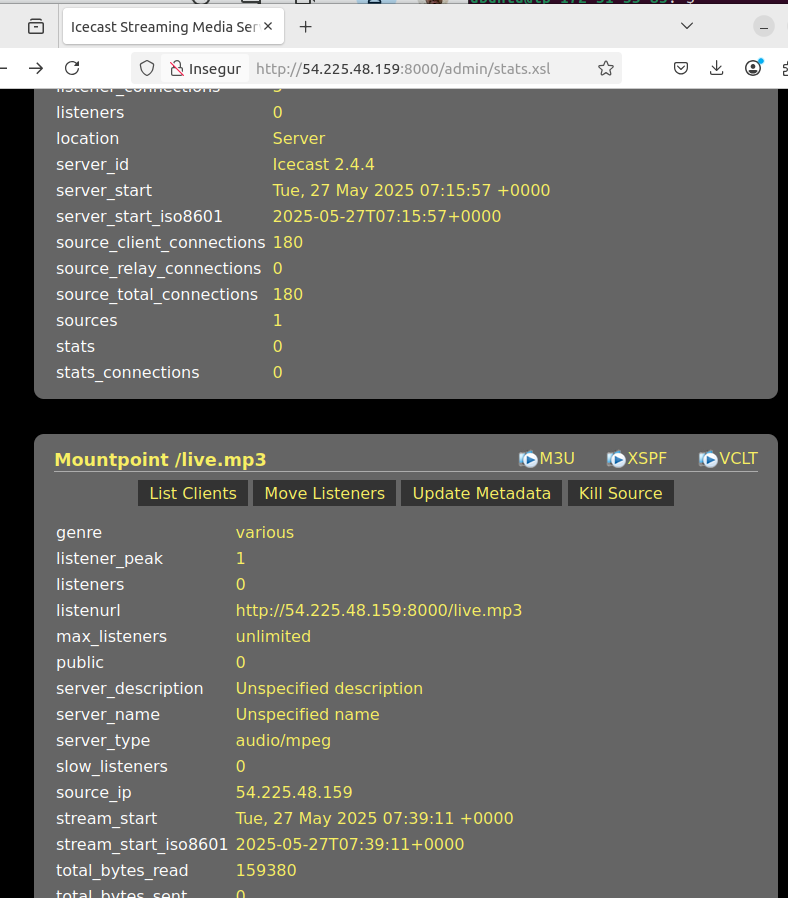 Icecast Streaming Media Ser
Insegur http://54.225.48.159:8000/admin/stats.xsl
listener_connections
listeners 0
location Server
server_id Icecast 2.4.4
server_start Tue, 27 May 2025 07:15:57 +0000
server_start_iso8601 2025-05-27T07:15:57+0000
source_client_connections 180
source_relay_connections 0
source_total_connections 180
sources 1
stats 0
stats_connections 0
Mountpoint /live.mp3 M3U XSPF VCLT
List Clients Move Listeners Update Metadata Kill Source
genre various
listener_peak 1
listeners 0
listenurl http://54.225.48.159:8000/live.mp3
max_listeners unlimited
public 0
server_description Unspecified description
server_name Unspecified name
server_type audio/mpeg
slow_listeners 0
source_ip 54.225.48.159
stream_start Tue, 27 May 2025 07:39:11 +0000
stream_start_iso8601 2025-05-27T07:39:11+0000
total_bytes_read 159380
total_bytes_sent 0